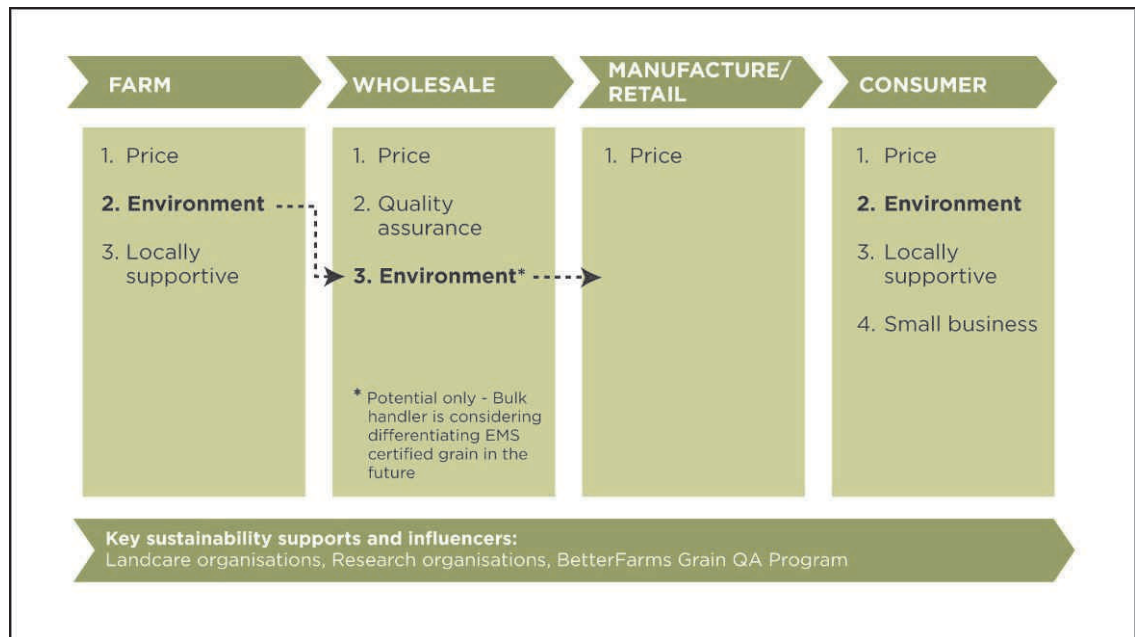 FARM
WHOLESALE
MANUFACTURE/
RETAIL
CONSUMER
1. Price
2. Environment
3. Locally
supportive
1. Price
2. Quality
assurance
3. Environment*
* Potential only - Bulk
handler is considering
differentiating EMS
certified grain in the
future
1. Price
1. Price
2. Environment
3. Locally
supportive
4. Small business
Key sustainability supports and influencers:
Landcare organisations, Research organisations, BetterFarms Grain QA Program